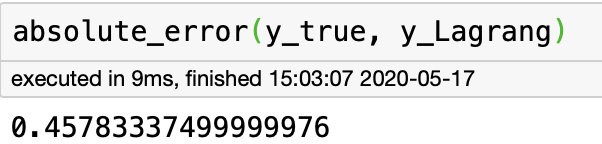 absolute_error(y_true, y_Lagrang)
executed in 9ms, finished 15:03:07 2020-05-17
0.45783337499999976